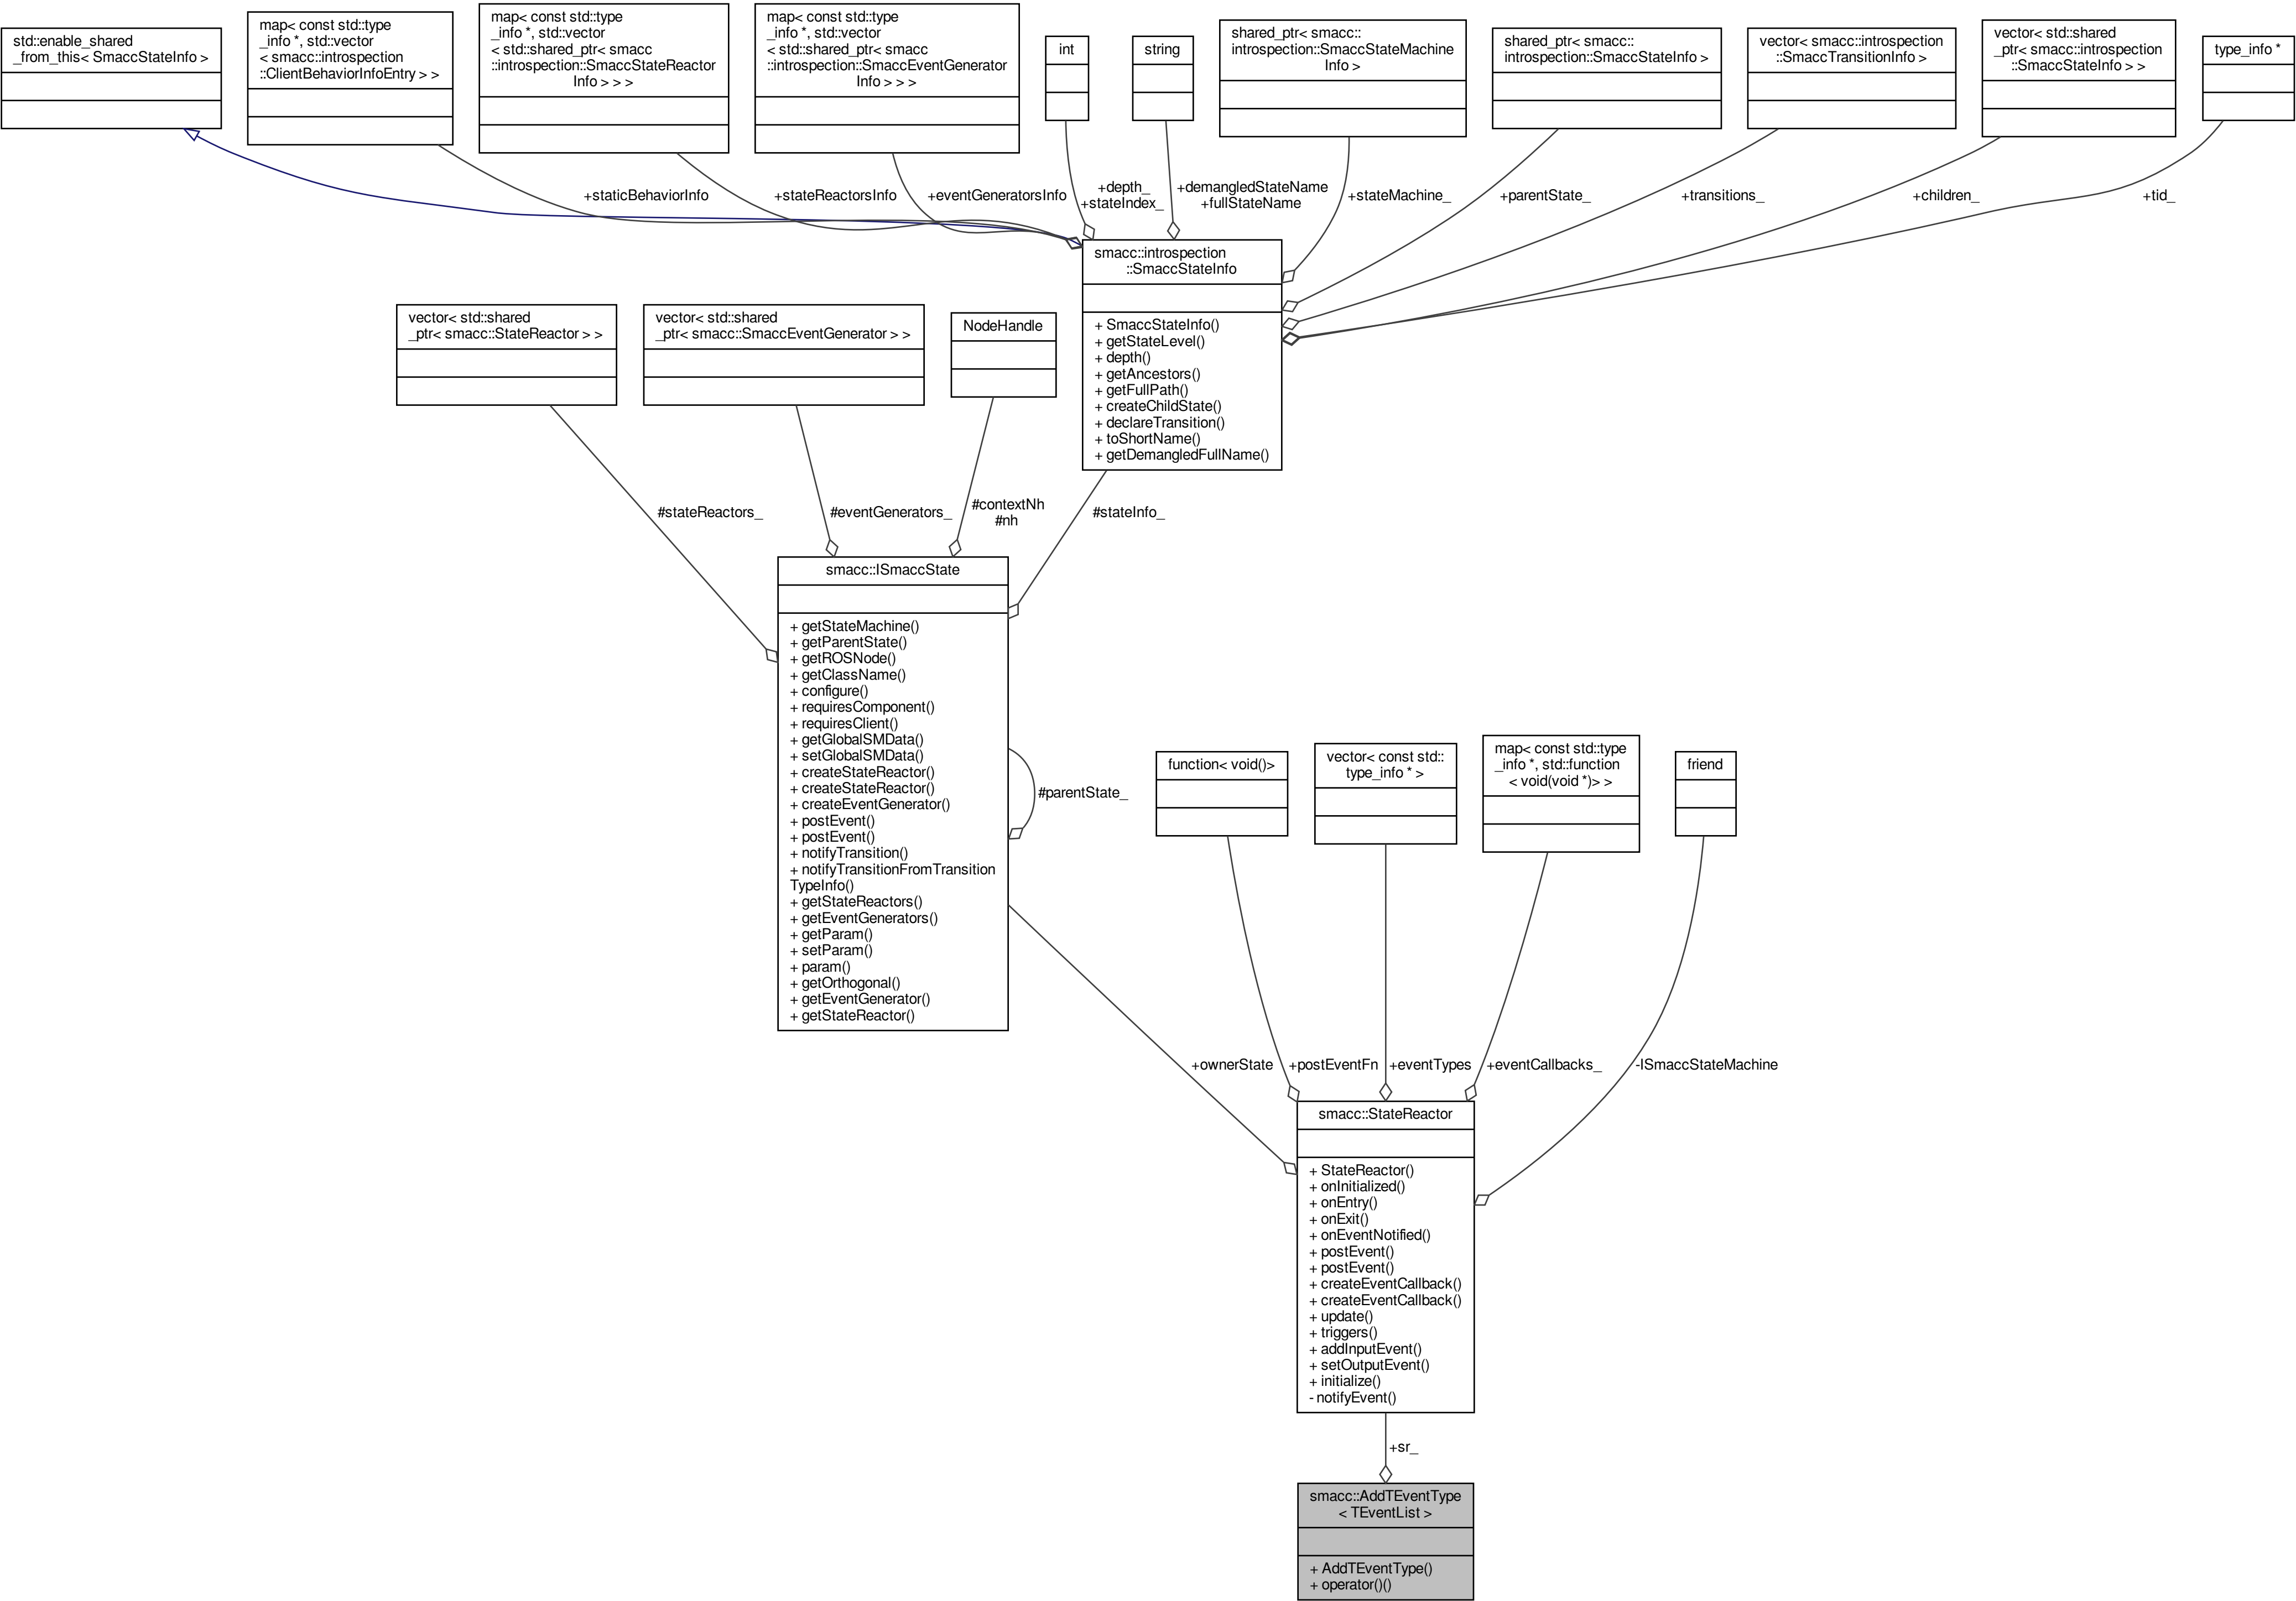 std::enable_shared
_from_this< SmaccStateInfo >
map< const std::type
_info *, std::vector
< smacc::introspection
::ClientBehaviorInfoEntry > >
map< const std::type
_info *, std::vector
< std::shared_ptr< smacc
::introspection::SmaccStateReactor
Info > > >
map< const std::type
_info *, std::vector
< std::shared_ptr< smacc
::introspection::SmaccEventGenerator
Info > > >
int
string
shared_ptr< smacc::
introspection::SmaccStateMachine
Info >
shared_ptr< smacc::
introspection::SmaccStateInfo >
vector< smacc::introspection
::SmaccTransitionInfo >
vector< std::shared
_ptr< smacc::introspection
::SmaccStateInfo > >
type_info *
+staticBehaviorInfo
+stateReactorsInfo
+eventGeneratorsInfo
+depth_
+stateIndex_
+demangledStateName
+fullStateName
+stateMachine_
+parentState_
+transitions_
+children_
+tid_
smacc::introspection
::SmaccStateInfo
+ SmaccStateInfo()
+ getStateLevel()
+ depth()
+ getAncestors()
+ getFullPath()
+ createChildState()
+ declareTransition()
+ toShortName()
+ getDemangledFullName()
vector< std::shared
_ptr< smacc::StateReactor > >
vector< std::shared
_ptr< smacc::SmaccEventGenerator > >
NodeHandle
#stateReactors_
#eventGenerators_
#contextNh
#nh
#stateInfo_
smacc::ISmaccState
+ getStateMachine()
+ getParentState()
+ getROSNode()
+ getClassName()
+ configure()
+ requiresComponent()
+ requiresClient()
+ getGlobalSMData()
+ setGlobalSMData()
+ createStateReactor()
+ createStateReactor()
+ createEventGenerator()
+ postEvent()
+ postEvent()
+ notifyTransition()
+ notifyTransitionFromTransition
TypeInfo()
+ getStateReactors()
+ getEventGenerators()
+ getParam()
+ setParam()
+ param()
+ getOrthogonal()
+ getEventGenerator()
+ getStateReactor()
#parentState_
function< void()>
vector< const std::
type_info * >
map< const std::type
_info *, std::function
< void(void *)> >
friend
+ownerState
+postEventFn
+eventTypes
+eventCallbacks_
-ISmaccStateMachine
smacc::StateReactor
+ StateReactor()
+ onInitialized()
+ onEntry()
+ onExit()
+ onEventNotified()
+ postEvent()
+ postEvent()
+ createEventCallback()
+ createEventCallback()
+ update()
+ triggers()
+ addInputEvent()
+ setOutputEvent()
+ initialize()
- notifyEvent()
+sr_
smacc::AddTEventType
< TEventList >
+ AddTEventType()
+ operator()()